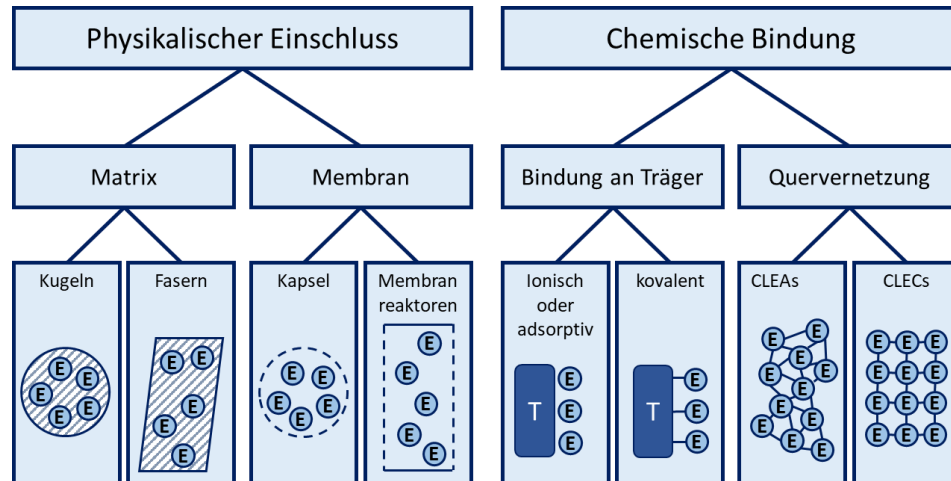 Physikalischer Einschluss
Chemische Bindung
Matrix
Membran
Bindung an Träger
Quervernetzung
Kugeln
E
E
E
E
E
Fasern
E
E
E
E
E
Kapsel
E
E
E
E
E
Membran
reaktoren
E
E
E
E
E
Ionisch
oder
adsorptiv
T
E
E
E
kovalent
T
E
E
E
CLEAs
E
E
E
E
E
E
E
E
E
E
E
CLECs
E E E
E E E
E E E
E E E